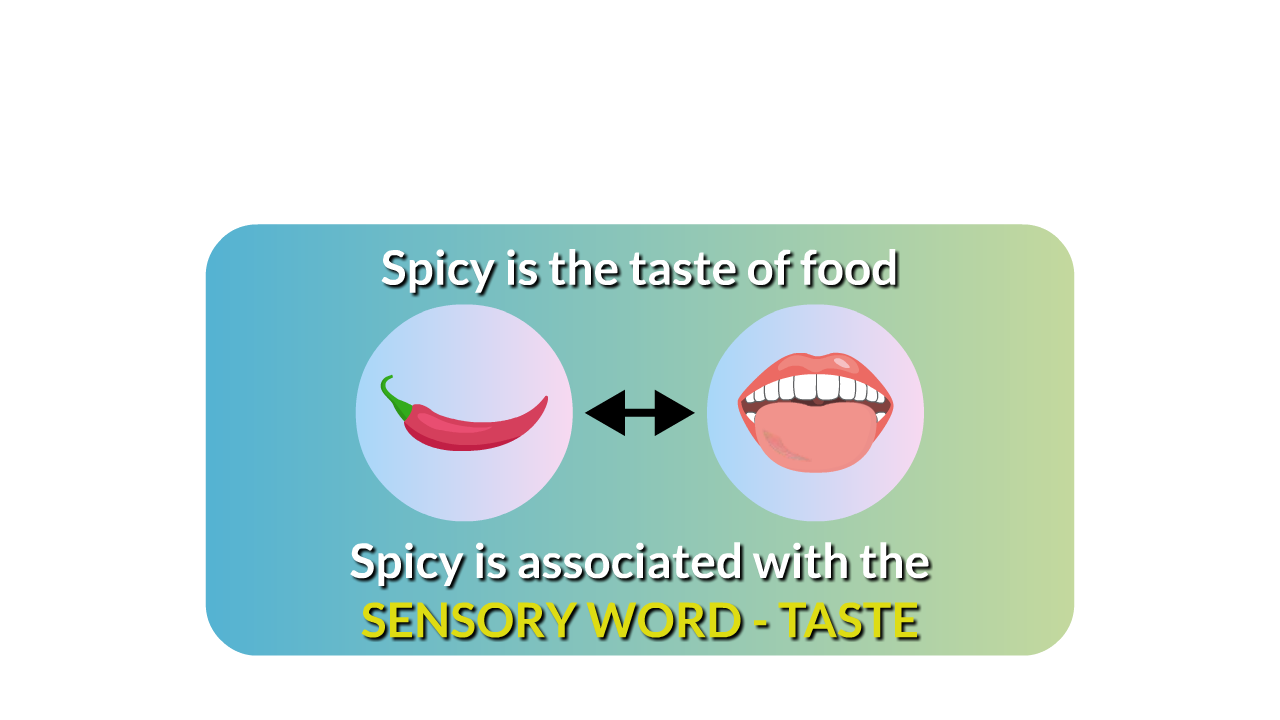 Spicy is the taste of food
Spicy is associated with the
SENSORY WORD - TASTE